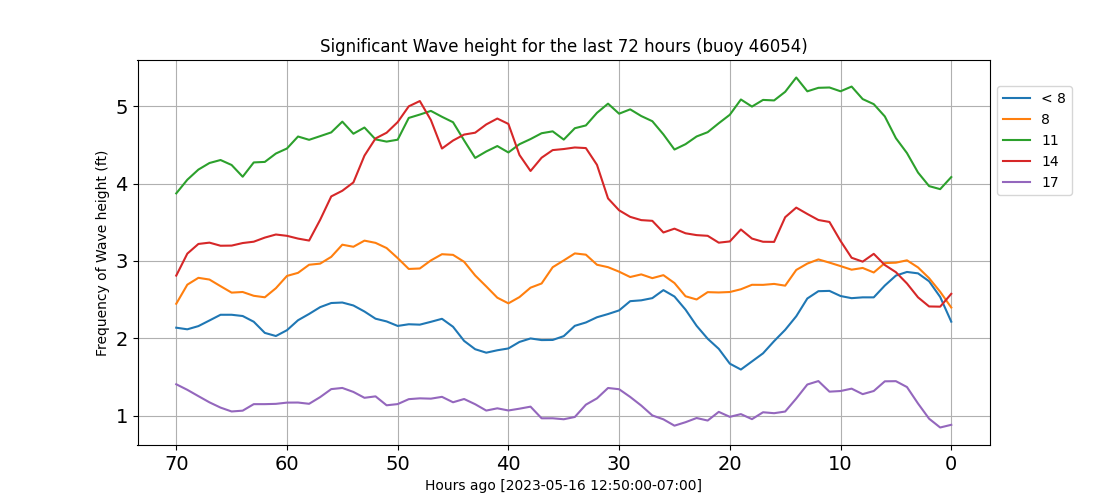 Significant Wave height for the last 72 hours (buoy 46054)
Frequency of Wave height (ft)
5
4
3
2
1
70 60 50 40 30 20 10 0
Hours ago [2023-05-16 12:50:00-07:00]
< 8
8
11
14
17